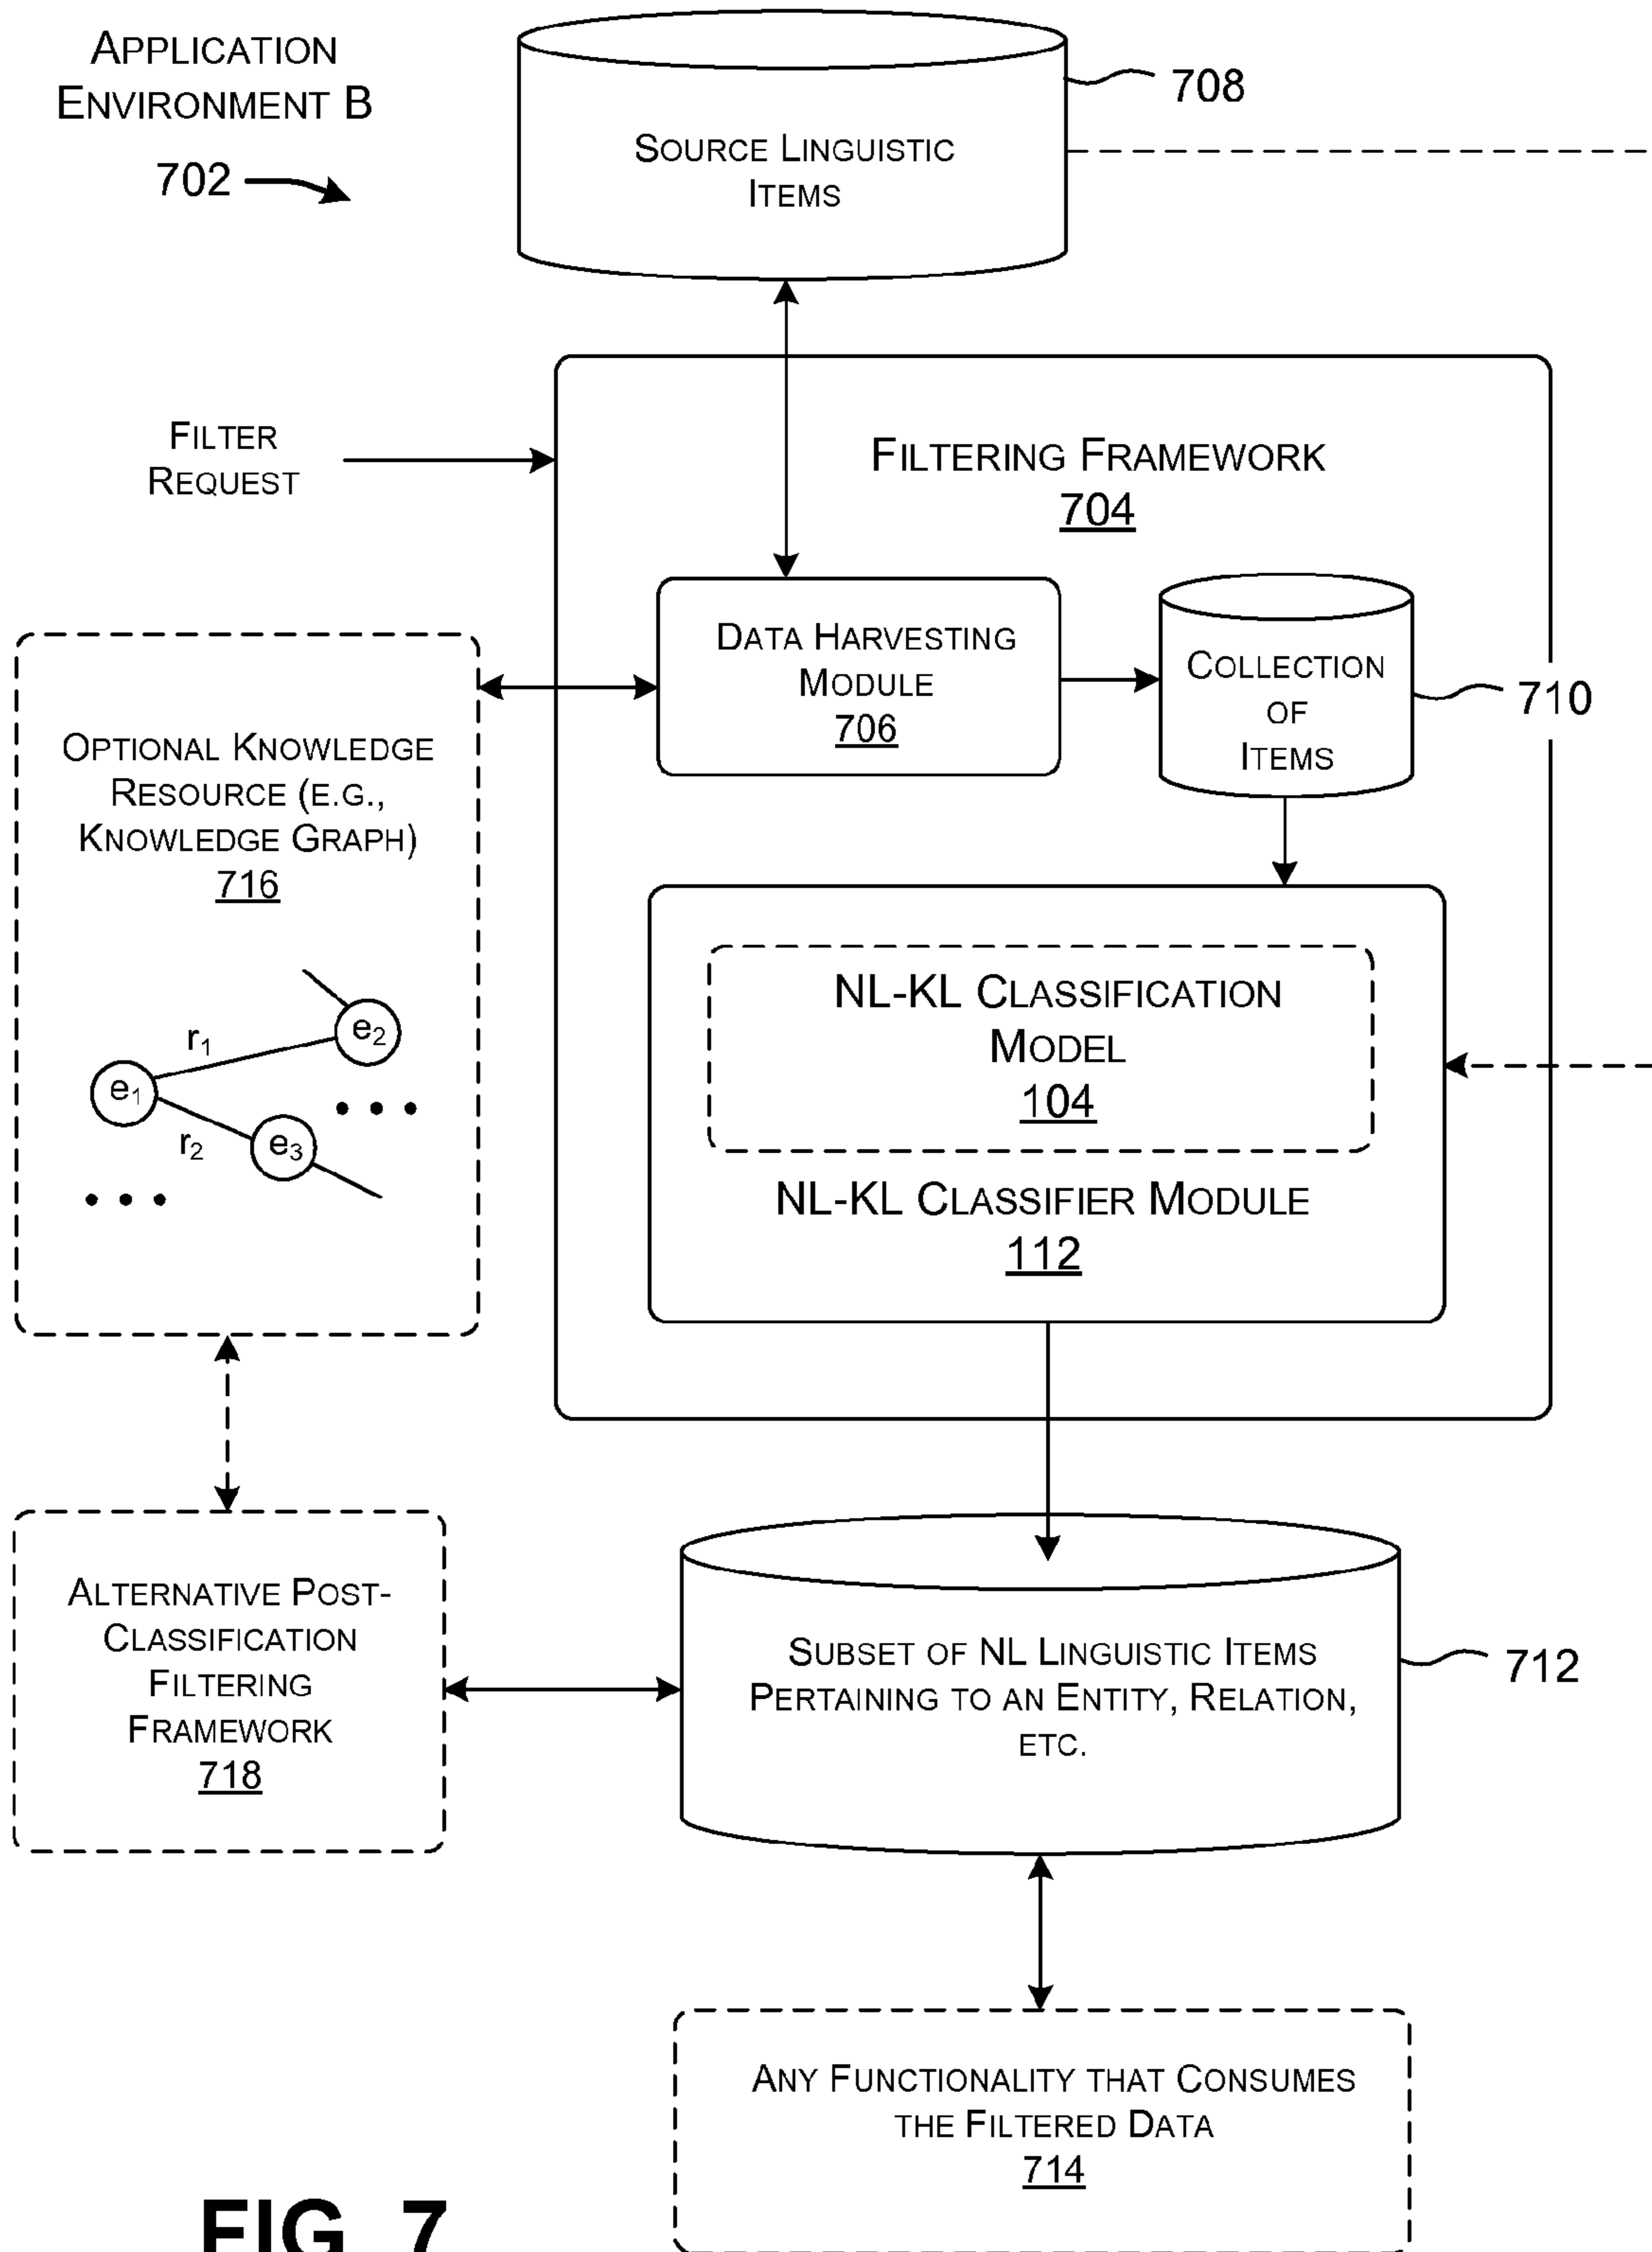 APPLICATION
ENVIRONMENT B
702
708
SOURCE LINGUISTIC
ITEMS
FILTER
REQUEST
FILTERING FRAMEWORK
704
DATA HARVESTING
MODULE
706
COLLECTION
OF
ITEMS
710
OPTIONAL KNOWLEDGE
RESOURCE (E.G.,
KNOWLEDGE GRAPH)
716
e1
r1
e2
r2
e3
NL-KL CLASSIFICATION
MODEL
104
NL-KL CLASSIFIER MODULE
112
ALTERNATIVE POST-
CLASSIFICATION
FILTERING
FRAMEWORK
718
SUBSET OF NL LINGUISTIC ITEMS
PERTAINING TO AN ENTITY, RELATION,
ETC.
712
ANY FUNCTIONALITY THAT CONSUMES
THE FILTERED DATA
714
FIG. 7